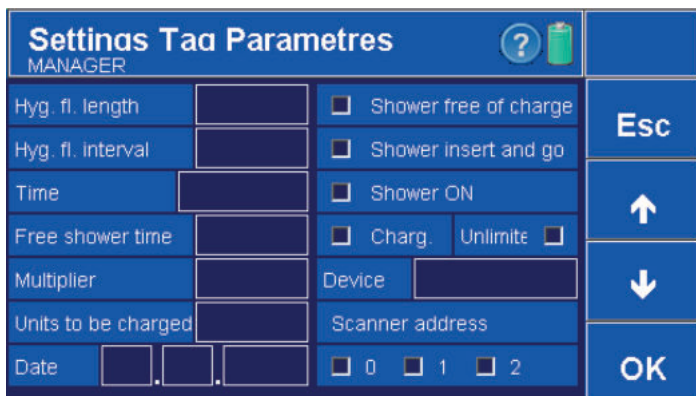 Settings Tag Parametres
MANAGER
?
Hyg. fl. length
Shower free of charge
Esc
Hyg. fl. interval
Shower insert and go
Time
Shower ON
Free shower time
Charg. Unlimite
Multiplier
Device
Units to be charged
Scanner address
Date . .
0 1 2
OK